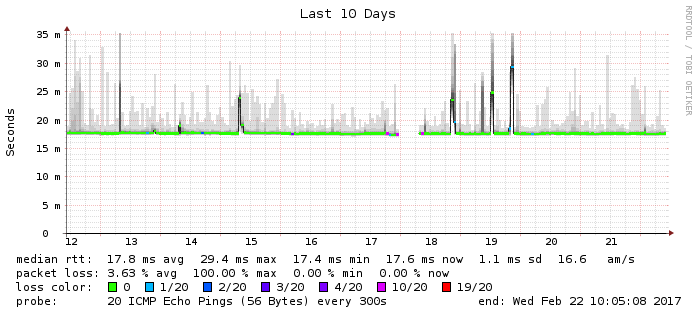 Last 10 Days
RRDTOOL / TOBI OETIKER
Seconds
35 m
30 m
25 m
20 m
15 m
10 m
5 m
0
12 13 14 15 16 17 18 19 20 21
median rtt: 17.8 ms avg 29.4 ms max 17.4 ms min 17.6 ms now 1.1 ms sd 16.6 am/s
packet loss: 3.63 % avg 100.00 % max 0.00 % min 0.00 % now
loss color: 0 1/20 2/20 3/20 4/20 10/20 19/20
probe: 20 ICMP Echo Pings (56 Bytes) every 300s end: Wed Feb 22 10:05:08 2017